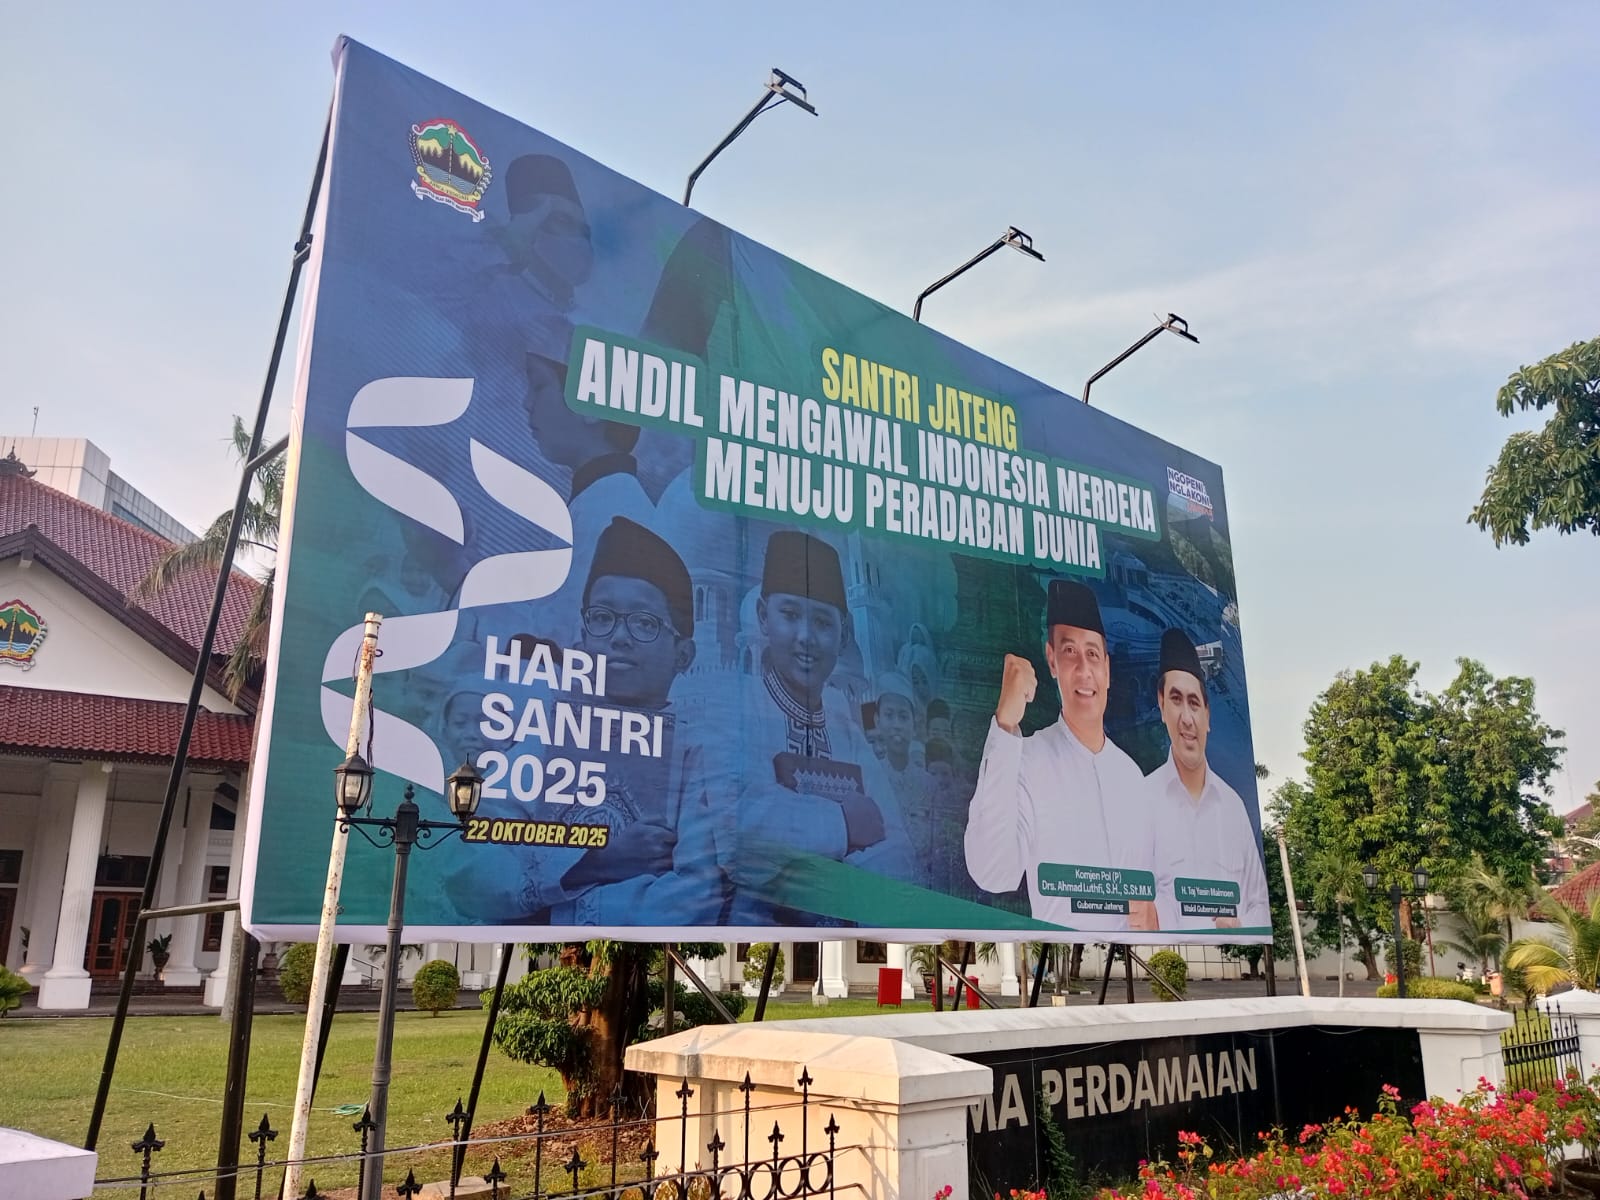 SANTRI JATENG
ANDIL MENGAWAL INDONESIA MERDEKA
MENUJU PERADABAN DUNIA
NGOPENI
NGLAKONI
Jateng
HARI
SANTRI
2025
22 OKTOBER 2025
Komjen Pol (P)
Drs. Ahmad Luthfi, S.H., S.St.M.K
Gubernur Jateng
H. Taj Yasin Maimoen
Wakil Gubernur Jateng
MA PERDAMAIAN